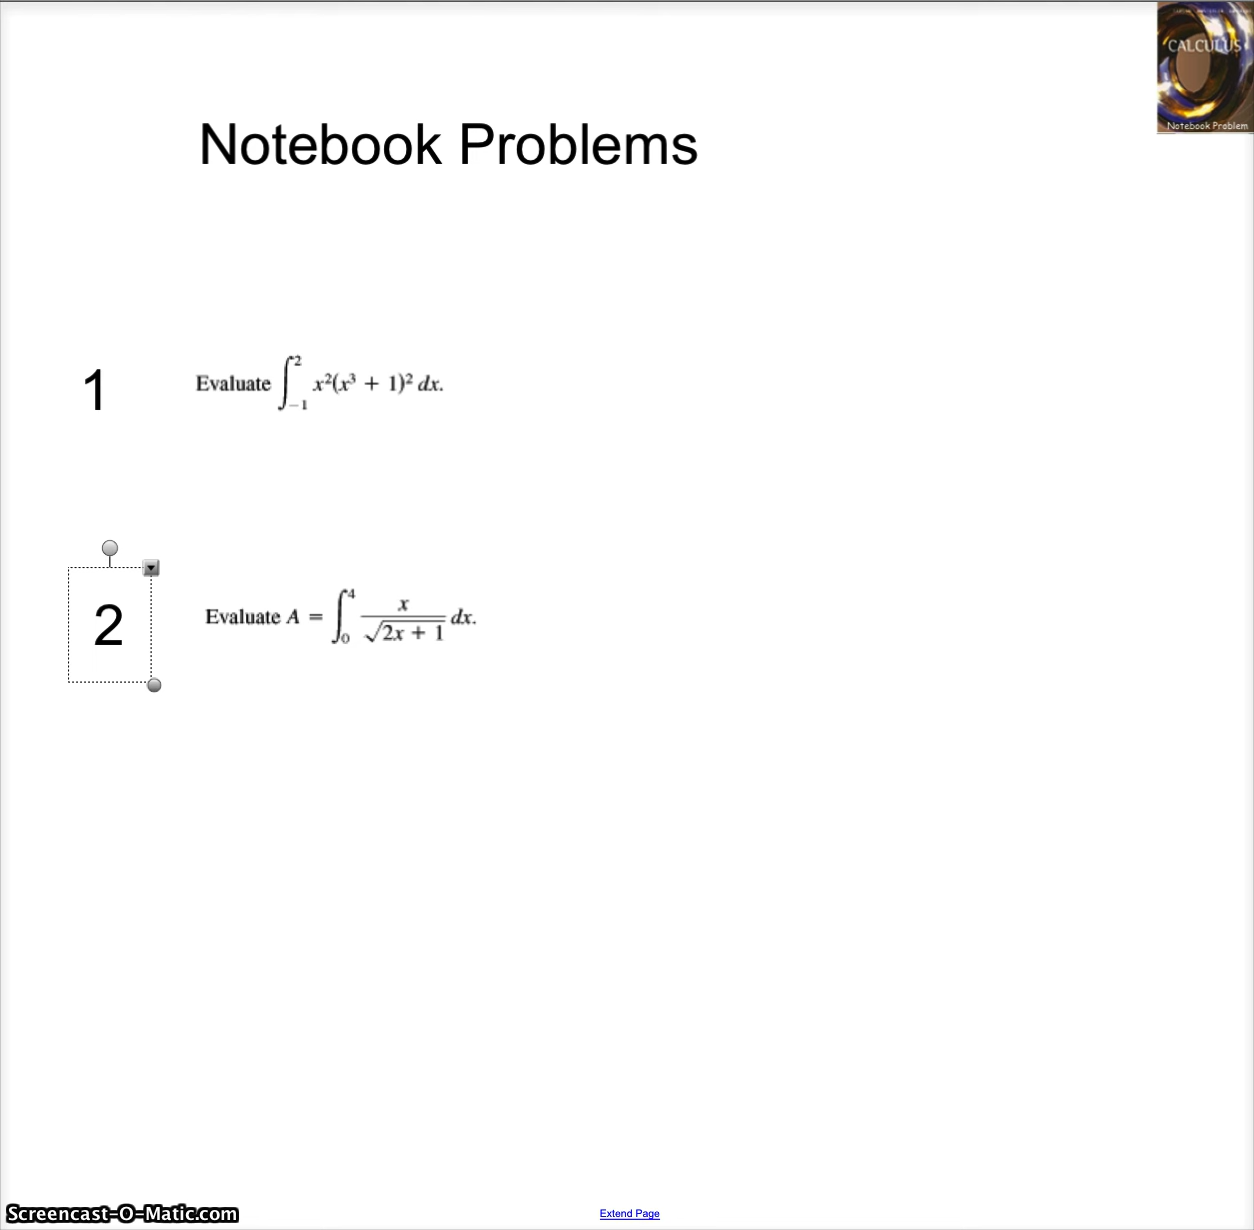 CALCULUS
Notebook Problem
Notebook Problems
1
Evaluate ∫₋₁² x²(x³ + 1)² dx.
2
Evaluate A = ∫₀⁴ x/√(2x + 1) dx.
Screencast-O-Matic.com
Extend Page